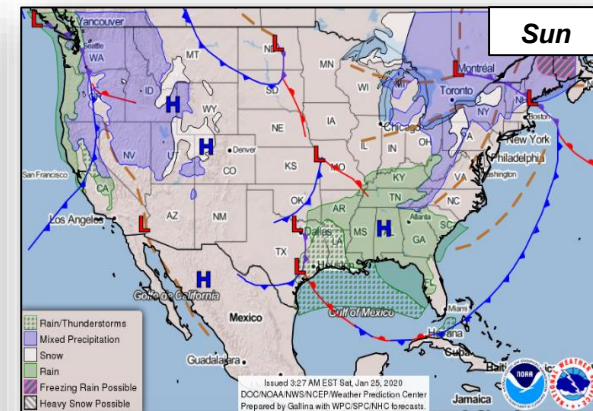 Sun
Vancouver
Seattle
WA
MT
ND
MN
Montréal
ID
SD
WI
MI
Toronto
WY
NY
NH
Boston
Chicago
IA
NE
New York
NV
UT
Denver
CO
IL
IN
OH
Philadelphia
KS
MO
KY
VA
Washington
San Francisco
CA
OK
AR
TN
NC
Los Angeles
AZ
NM
Dallas
MS
Atlanta
SC
GA
TX
LA
Houston
H
H
H
H
L
L
L
L
L
L
L
L
Golfo de California
Gulf of Mexico
Miami
Mexico
Havana
Cuba
Guadalajara
Jamaica
Rain/Thunderstorms
Mixed Precipitation
Snow
Rain
Freezing Rain Possible
Heavy Snow Possible
Issued 3:27 AM EST Sat, Jan 25, 2020
DOC/NOAA/NWS/NCEP/Weather Prediction Center
Prepared by Gallina with WPC/SPC/NHC forecasts.
NOAA